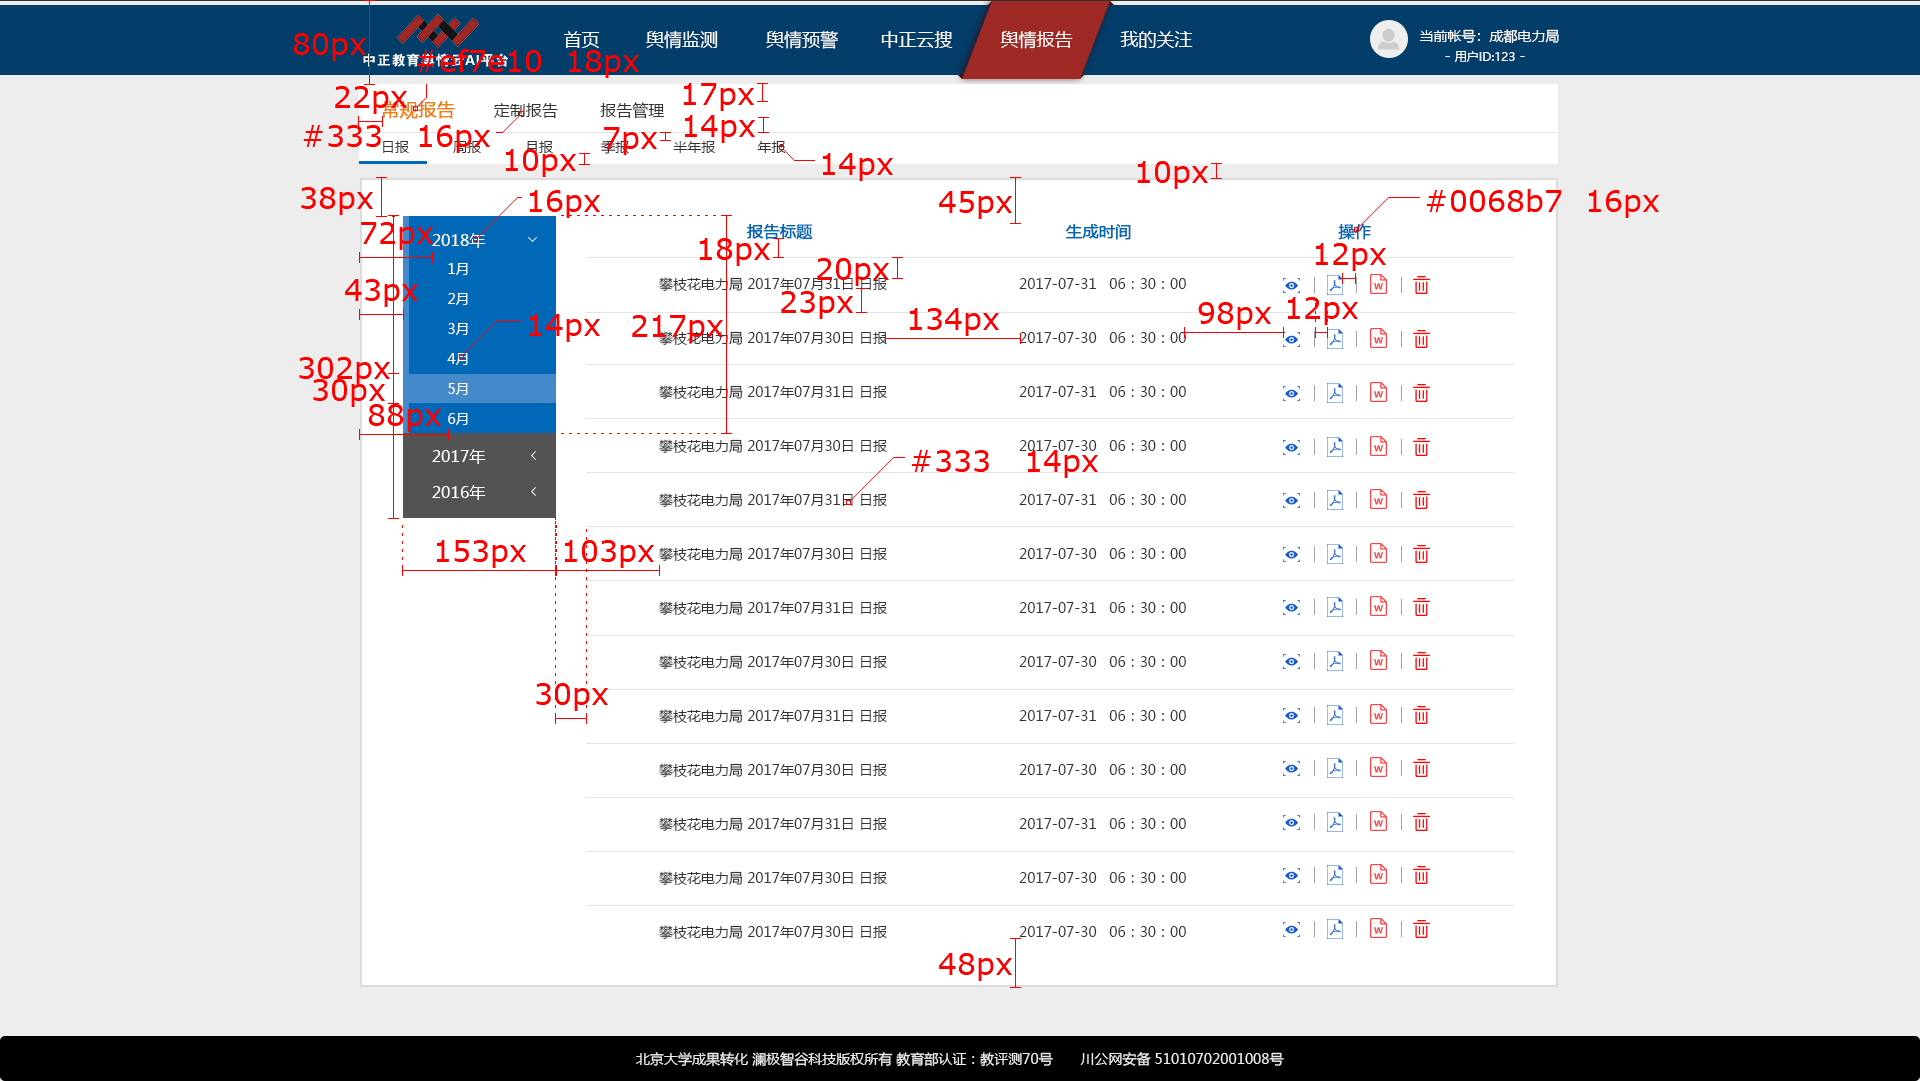 80px
中正教育舆情云AI平台
#ef7e10 18px
首页 舆情监测 舆情预警 中正云搜 舆情报告 我的关注
当前帐号：成都电力局
- 用户ID:123 -
22px
常规报告 定制报告 报告管理
17px
#333 16px
14px
7px
日报 周报 月报 季报 半年报 年报
10px
14px
10px
38px
16px
45px
#0068b7 16px
72px
2018年
报告标题 生成时间 操作
18px
12px
1月
20px
攀枝花电力局 2017年07月31日 日报 2017-07-31 06：30：00
43px
2月
23px
98px
12px
134px
3月
14px
217px
攀枝花电力局 2017年07月30日 日报 2017-07-30 06：30：00
4月
302px
30px
5月
攀枝花电力局 2017年07月31日 日报 2017-07-31 06：30：00
88px
6月
攀枝花电力局 2017年07月30日 日报 2017-07-30 06：30：00
2017年
#333 14px
2016年
攀枝花电力局 2017年07月31日 日报 2017-07-31 06：30：00
153px
103px
攀枝花电力局 2017年07月30日 日报 2017-07-30 06：30：00
攀枝花电力局 2017年07月31日 日报 2017-07-31 06：30：00
攀枝花电力局 2017年07月30日 日报 2017-07-30 06：30：00
30px
攀枝花电力局 2017年07月31日 日报 2017-07-31 06：30：00
攀枝花电力局 2017年07月30日 日报 2017-07-30 06：30：00
攀枝花电力局 2017年07月31日 日报 2017-07-31 06：30：00
攀枝花电力局 2017年07月30日 日报 2017-07-30 06：30：00
攀枝花电力局 2017年07月30日 日报 2017-07-30 06：30：00
48px
北京大学成果转化 澜极智谷科技版权所有 教育部认证：教评测70号 川公网安备 51010702001008号